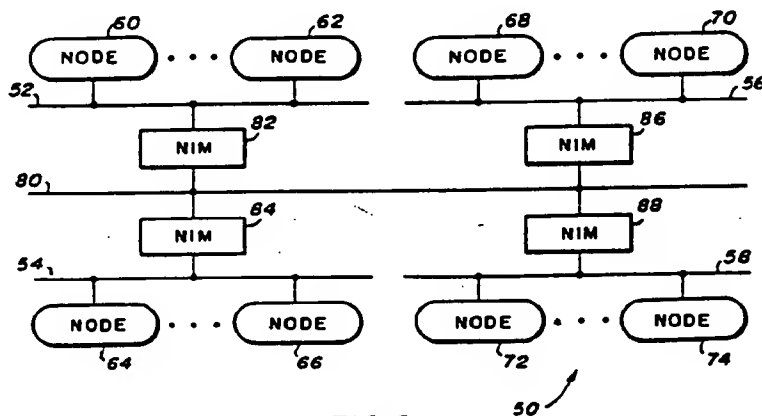 60 62 68 70
NODE • • • NODE NODE • • • NODE
52 56
82 86
NIM NIM
80
84 88
NIM NIM
54 58
NODE • • • NODE NODE • • • NODE
64 66 72 74
50